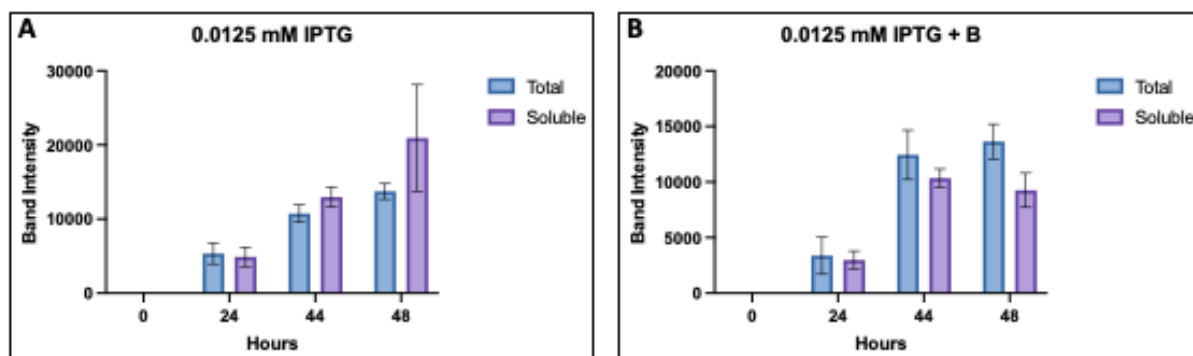 A
0.0125 mM IPTG
30000
20000
10000
0
Band Intensity
0
24
44
48
Hours
Total
Soluble
B
0.0125 mM IPTG + B
20000
15000
10000
5000
0
Band Intensity
0
24
44
48
Hours
Total
Soluble